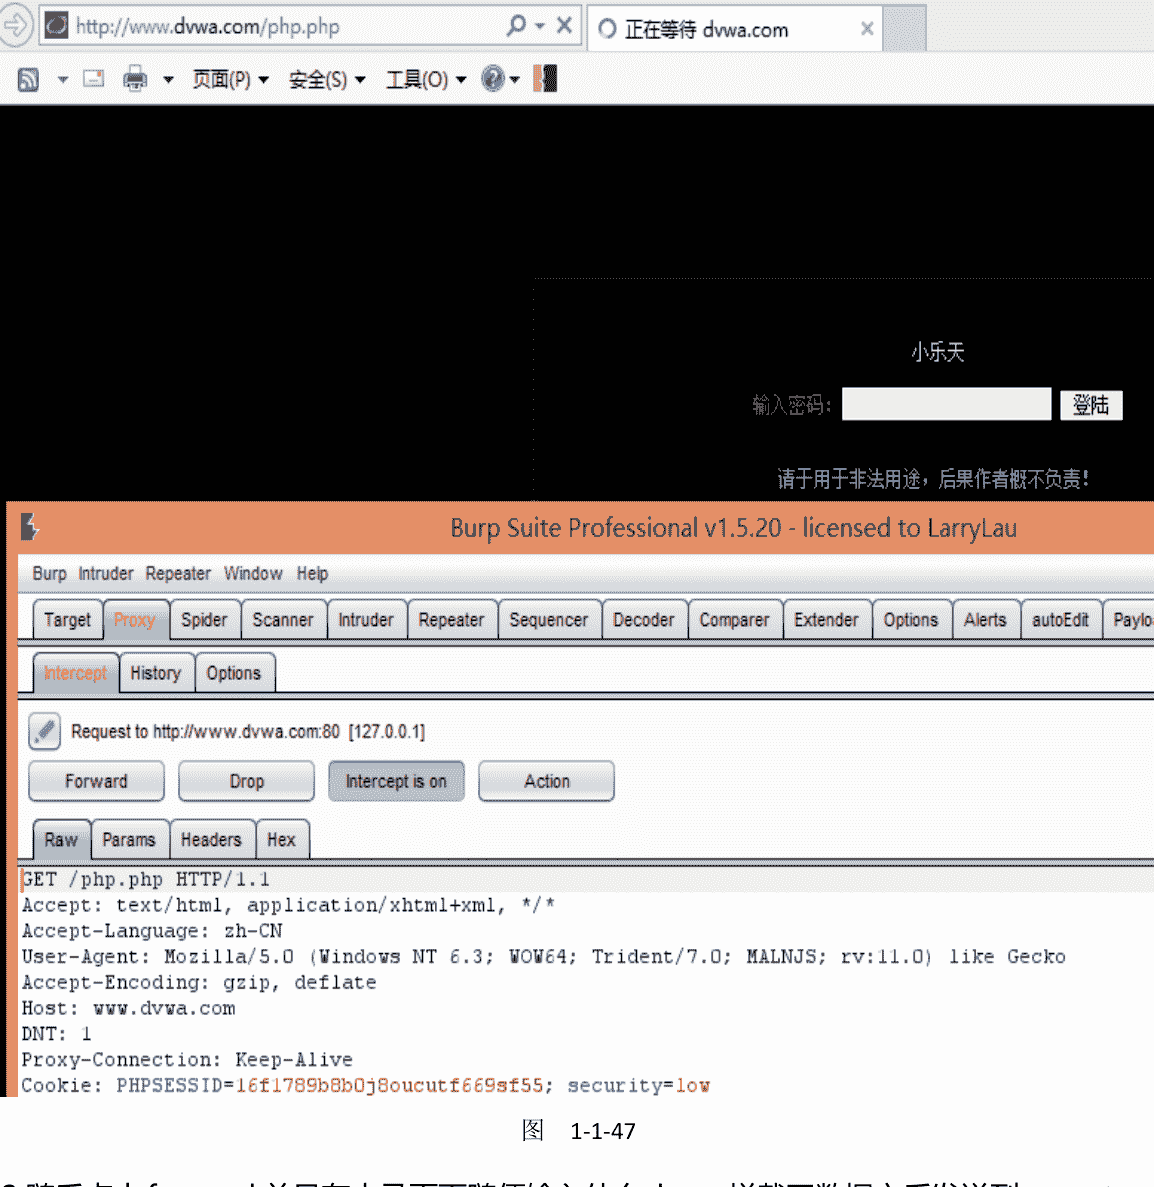 http://www.dvwa.com/php.php
正在等待 dvwa.com
页面(P) 安全(S) 工具(O)
小乐天
输入密码: 登陆
请于用于非法用途，后果作者概不负责!
Burp Suite Professional v1.5.20 - licensed to LarryLau
Burp Intruder Repeater Window Help
Target Proxy Spider Scanner Intruder Repeater Sequencer Decoder Comparer Extender Options Alerts autoEdit Paylo
Intercept History Options
Request to http://www.dvwa.com:80 [127.0.0.1]
Forward Drop Intercept is on Action
Raw Params Headers Hex
GET /php.php HTTP/1.1
Accept: text/html, application/xhtml+xml, */*
Accept-Language: zh-CN
User-Agent: Mozilla/5.0 (Windows NT 6.3; WOW64; Trident/7.0; MALNJS; rv:11.0) like Gecko
Accept-Encoding: gzip, deflate
Host: www.dvwa.com
DNT: 1
Proxy-Connection: Keep-Alive
Cookie: PHPSESSID=16f1789b8b0j8oucutf669sf55; security=low
图 1-1-47